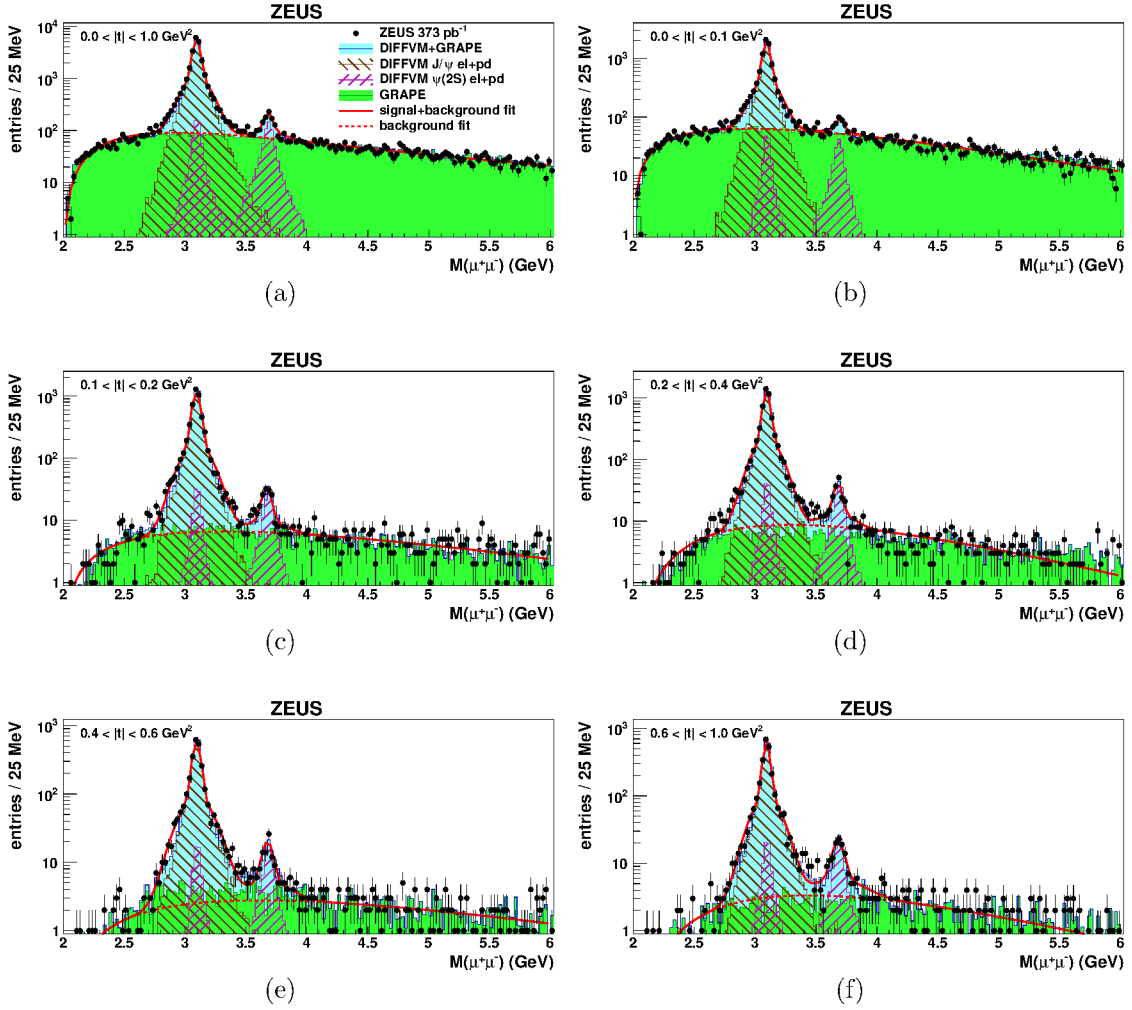 ZEUS
entries / 25 MeV
0.0 < |t| < 1.0 GeV²
ZEUS 373 pb⁻¹
DIFFVM+GRAPE
DIFFVM J/ψ el+pd
DIFFVM ψ(2S) el+pd
GRAPE
signal+background fit
background fit
10⁴
10³
10²
10
1
2 2.5 3 3.5 4 4.5 5 5.5 6
M(μ⁺μ⁻) (GeV)
(a)
ZEUS
entries / 25 MeV
0.0 < |t| < 0.1 GeV²
10³
10²
10
1
2 2.5 3 3.5 4 4.5 5 5.5 6
M(μ⁺μ⁻) (GeV)
(b)
ZEUS
entries / 25 MeV
0.1 < |t| < 0.2 GeV²
10³
10²
10
1
2 2.5 3 3.5 4 4.5 5 5.5 6
M(μ⁺μ⁻) (GeV)
(c)
ZEUS
entries / 25 MeV
0.2 < |t| < 0.4 GeV²
10³
10²
10
1
2 2.5 3 3.5 4 4.5 5 5.5 6
M(μ⁺μ⁻) (GeV)
(d)
ZEUS
entries / 25 MeV
0.4 < |t| < 0.6 GeV²
10³
10²
10
1
2 2.5 3 3.5 4 4.5 5 5.5 6
M(μ⁺μ⁻) (GeV)
(e)
ZEUS
entries / 25 MeV
0.6 < |t| < 1.0 GeV²
10³
10²
10
1
2 2.5 3 3.5 4 4.5 5 5.5 6
M(μ⁺μ⁻) (GeV)
(f)